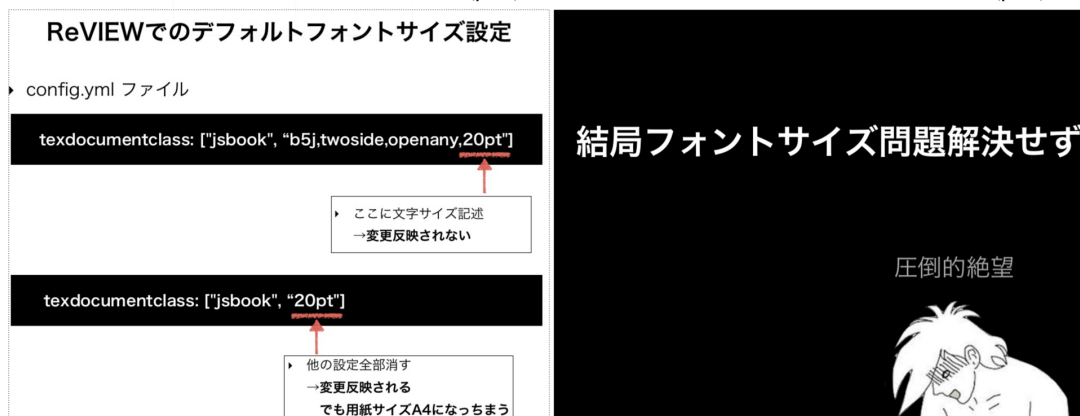 ReVIEWでのデフォルトフォントサイズ設定
config.yml ファイル
texdocumentclass: ["jsbook", “b5j,twoside,openany,20pt"]
ここに文字サイズ記述
→変更反映されない
texdocumentclass: ["jsbook", “20pt"]
他の設定全部消す
→変更反映される
でも用紙サイズA4になっちまう
結局フォントサイズ問題解決せず
圧倒的絶望